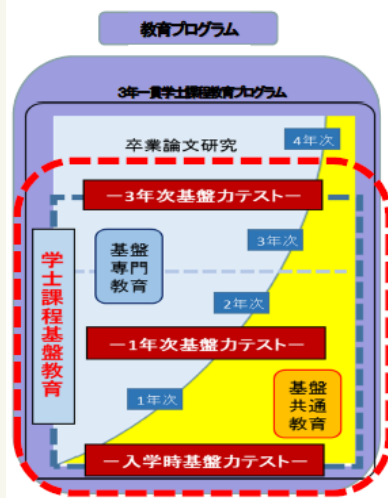 教育プログラム
3年一貫学士課程教育プログラム
4年次
卒業論文研究
ー3年次基盤力テストー
3年次
基盤
専門
教育
学士課程基盤教育
2年次
ー1年次基盤力テストー
1年次
基盤
共通
教育
ー入学時基盤力テストー